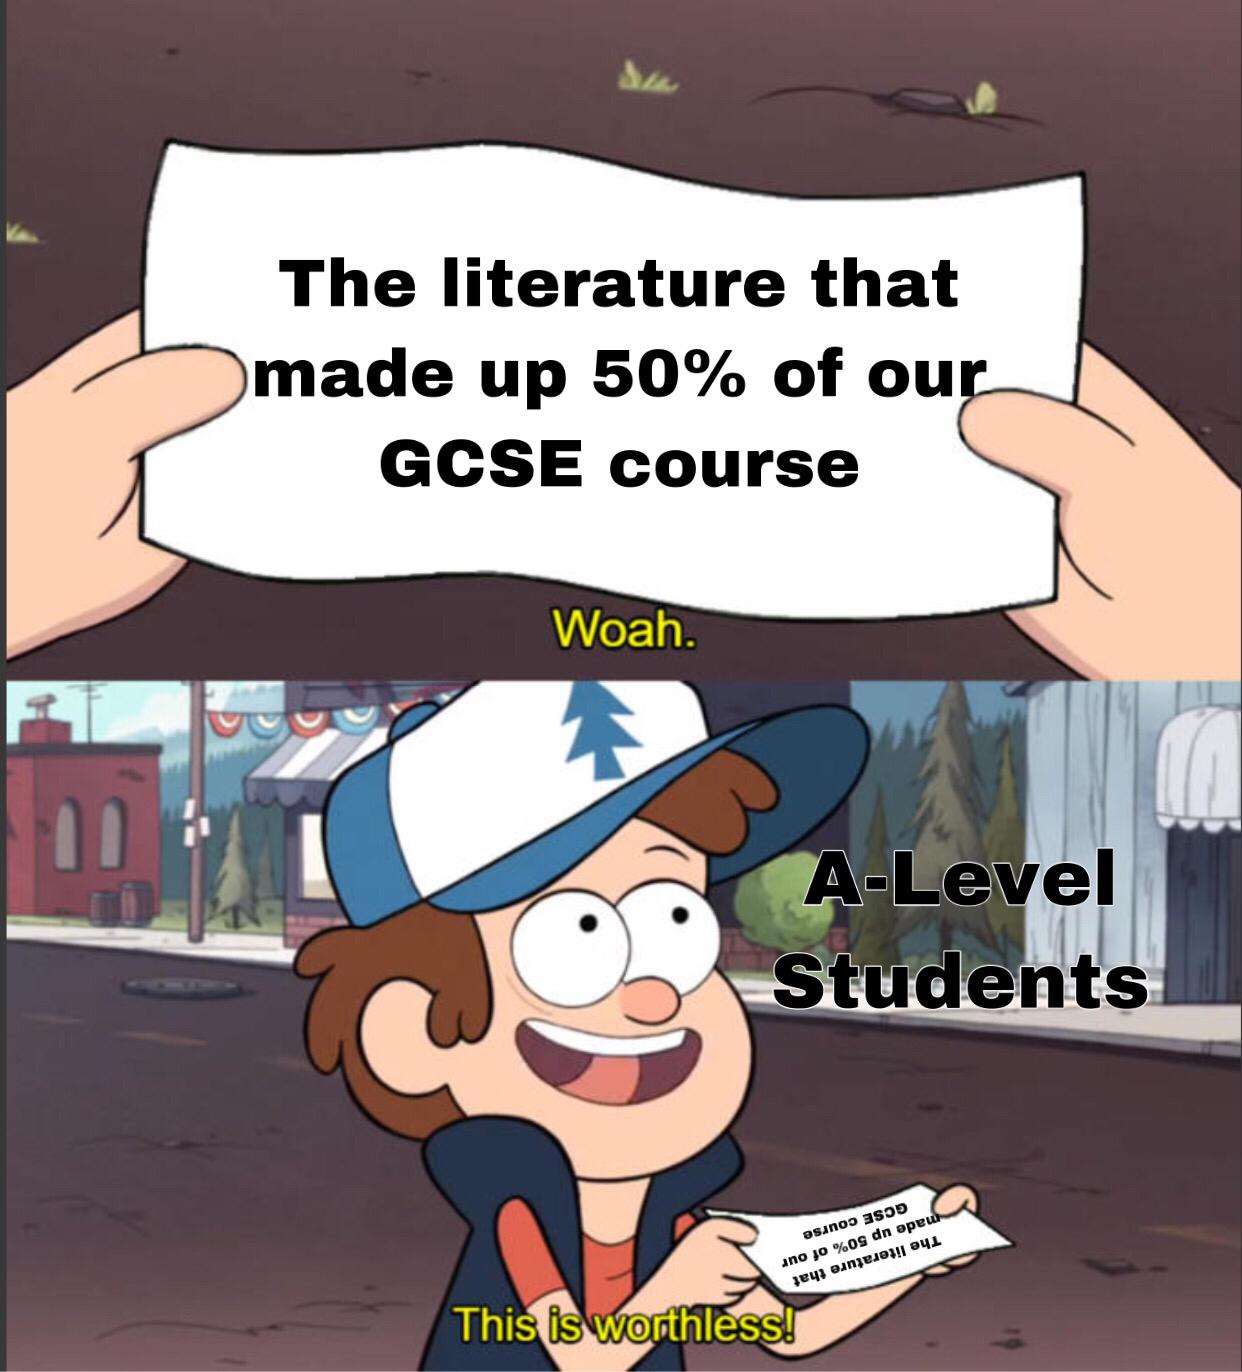 The literature that
made up 50% of our
GCSE course
Woah.
A-Level
Students
The literature that
made up 50% of our
GCSE course
This is worthless!